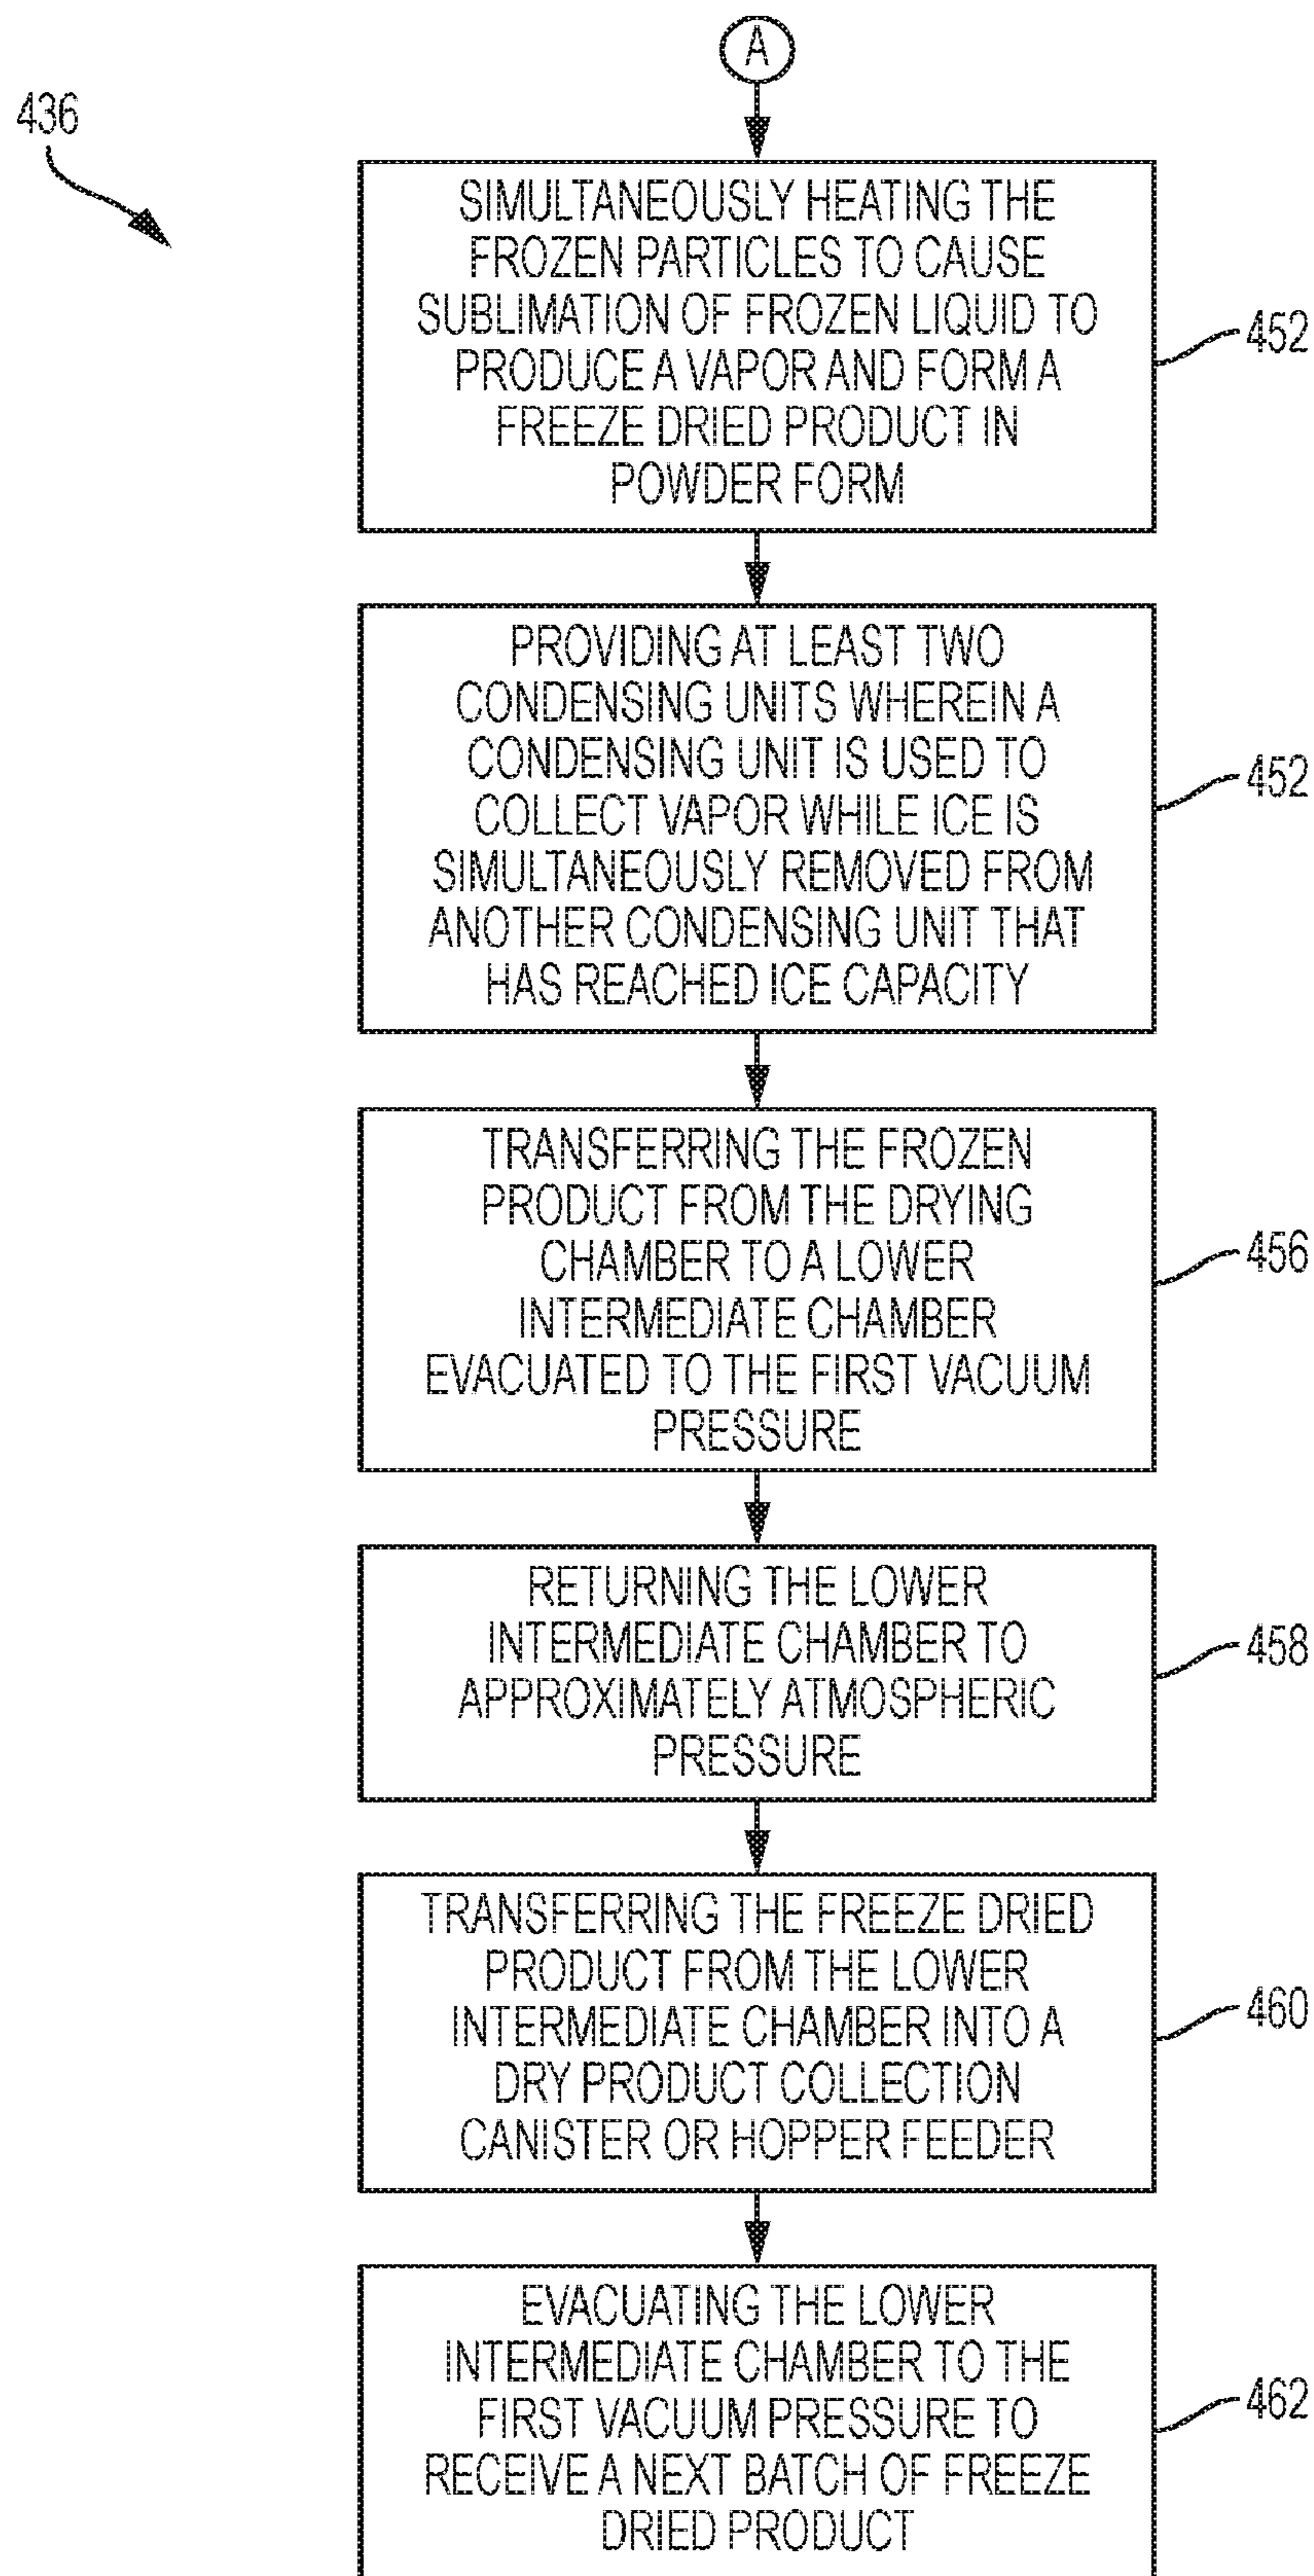 A
436
SIMULTANEOUSLY HEATING THE
FROZEN PARTICLES TO CAUSE
SUBLIMATION OF FROZEN LIQUID TO
PRODUCE A VAPOR AND FORM A
FREEZE DRIED PRODUCT IN
POWDER FORM
452
PROVIDING AT LEAST TWO
CONDENSING UNITS WHEREIN A
CONDENSING UNIT IS USED TO
COLLECT VAPOR WHILE ICE IS
SIMULTANEOUSLY REMOVED FROM
ANOTHER CONDENSING UNIT THAT
HAS REACHED ICE CAPACITY
452
TRANSFERRING THE FROZEN
PRODUCT FROM THE DRYING
CHAMBER TO A LOWER
INTERMEDIATE CHAMBER
EVACUATED TO THE FIRST VACUUM
PRESSURE
456
RETURNING THE LOWER
INTERMEDIATE CHAMBER TO
APPROXIMATELY ATMOSPHERIC
PRESSURE
458
TRANSFERRING THE FREEZE DRIED
PRODUCT FROM THE LOWER
INTERMEDIATE CHAMBER INTO A
DRY PRODUCT COLLECTION
CANISTER OR HOPPER FEEDER
460
EVACUATING THE LOWER
INTERMEDIATE CHAMBER TO THE
FIRST VACUUM PRESSURE TO
RECEIVE A NEXT BATCH OF FREEZE
DRIED PRODUCT
462